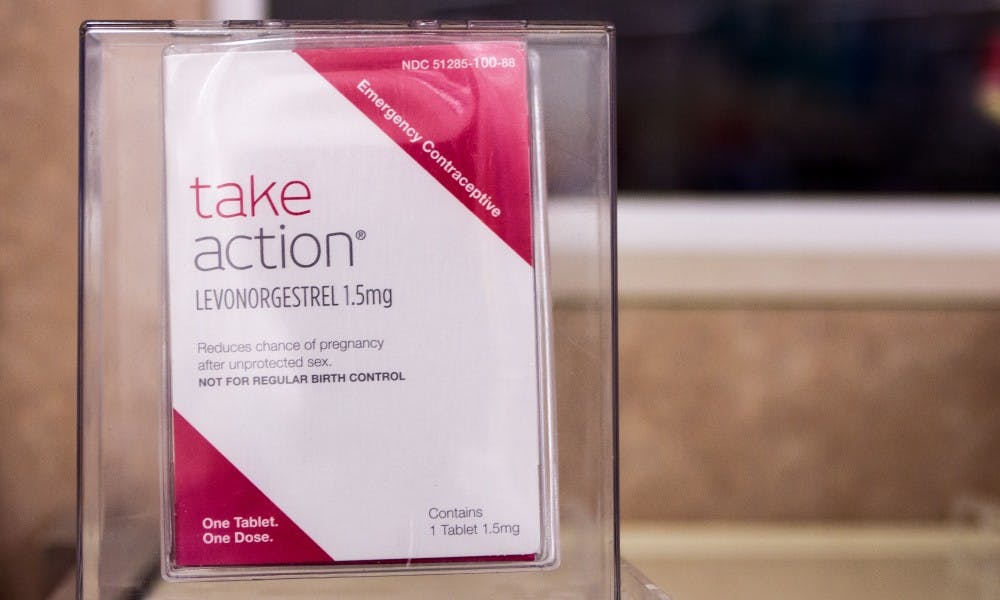 NDC 51285-100-88
Emergency Contraceptive
take
action®
LEVONORGESTREL 1.5mg
Reduces chance of pregnancy
after unprotected sex.
NOT FOR REGULAR BIRTH CONTROL
One Tablet.
One Dose.
Contains
1 Tablet 1.5mg